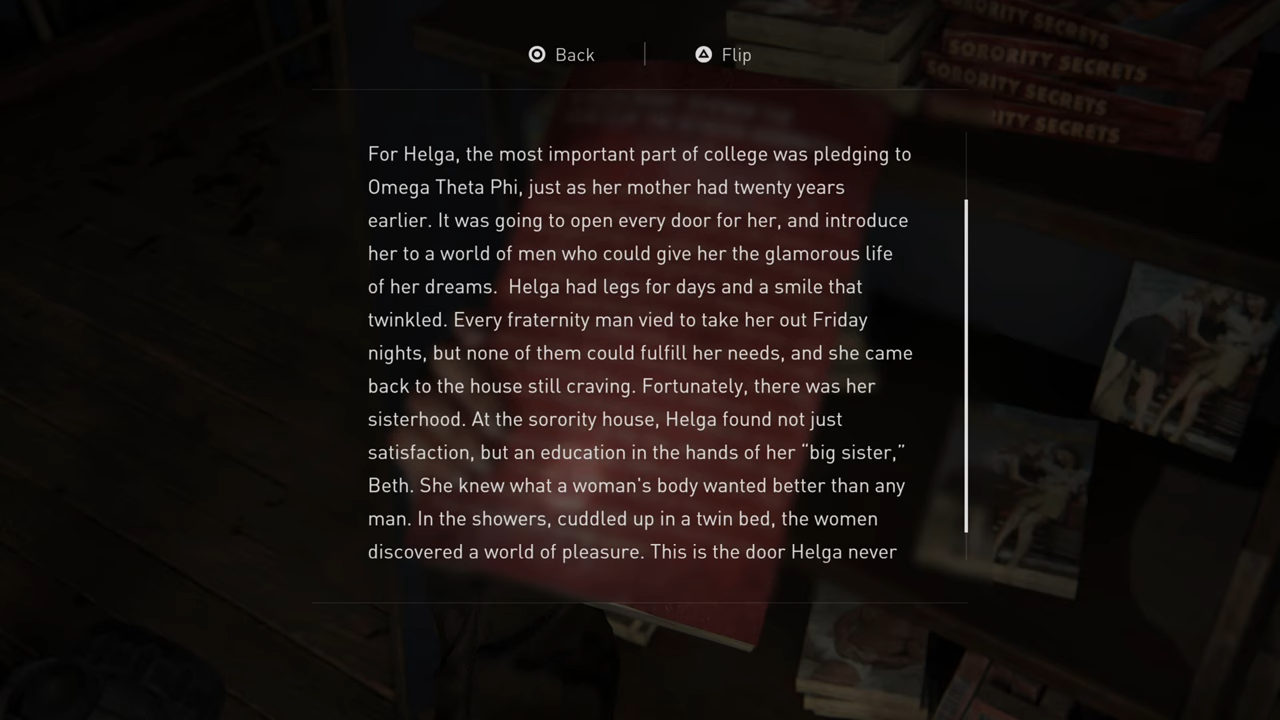 Back
Flip
SORORITY SECRETS
SORORITY SECRETS
SORORITY SECRETS
SECRETS
For Helga, the most important part of college was pledging to
Omega Theta Phi, just as her mother had twenty years
earlier. It was going to open every door for her, and introduce
her to a world of men who could give her the glamorous life
of her dreams.  Helga had legs for days and a smile that
twinkled. Every fraternity man vied to take her out Friday
nights, but none of them could fulfill her needs, and she came
back to the house still craving. Fortunately, there was her
sisterhood. At the sorority house, Helga found not just
satisfaction, but an education in the hands of her “big sister,”
Beth. She knew what a woman's body wanted better than any
man. In the showers, cuddled up in a twin bed, the women
discovered a world of pleasure. This is the door Helga never